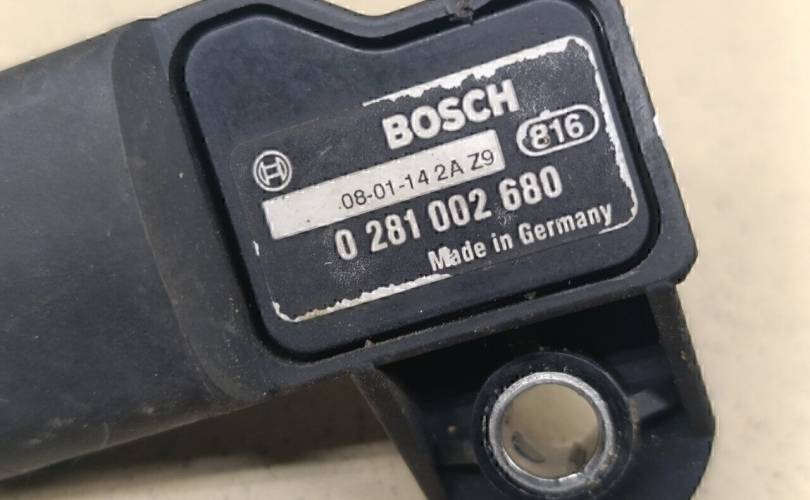 BOSCH
816
08-01-14 2A Z9
0 281 002 680
Made in Germany